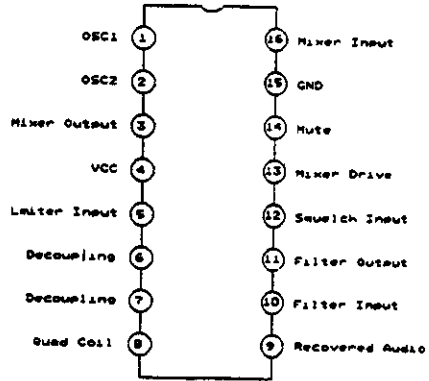 OSC1 1 16 Mixer Input
OSC2 2 15 GND
Mixer Output 3 14 Mute
VCC 4 13 Mixer Drive
Lmiter Input 5 12 Squelch Input
Decoupling 6 11 Filter Output
Decoupling 7 10 Filter Input
Quad Coil 8 9 Recovered Audio